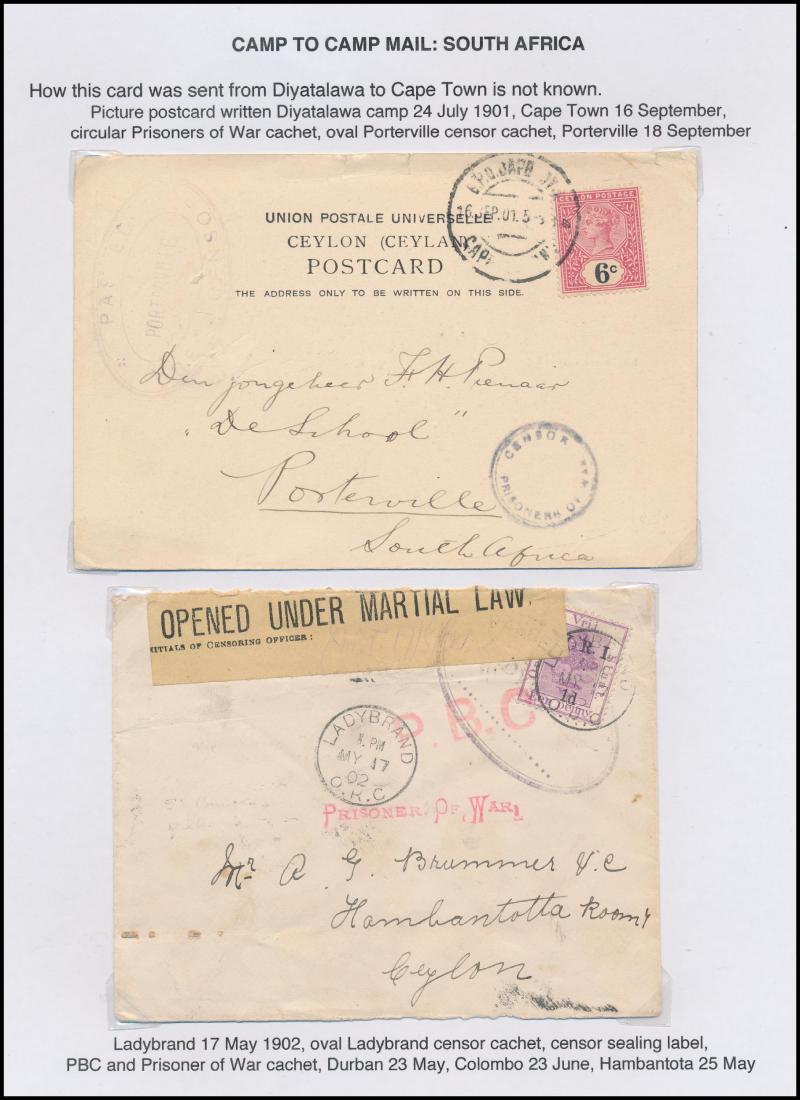 CAMP TO CAMP MAIL: SOUTH AFRICA
How this card was sent from Diyatalawa to Cape Town is not known.
Picture postcard written Diyatalawa camp 24 July 1901, Cape Town 16 September,
circular Prisoners of War cachet, oval Porterville censor cachet, Porterville 18 September
UNION POSTALE UNIVERSELLE
CEYLON (CEYLAN)
POSTCARD
THE ADDRESS ONLY TO BE WRITTEN ON THIS SIDE.
CEYLON POSTAGE
6c
Den jongeheer F. H. Pienaar
"De School"
Porterville
South Africa
CENSOR
PRISONERS OF WAR
OPENED UNDER MARTIAL LAW.
INITIALS OF CENSORING OFFICER:
Vrij
R I
1d
P.B.C
LADYBRAND
MY 17
02
O.R.C
PRISONER OF WAR.
Mr A. G. Brummer V.C
Hambantotta
Ceylon
Ladybrand 17 May 1902, oval Ladybrand censor cachet, censor sealing label,
PBC and Prisoner of War cachet, Durban 23 May, Colombo 23 June, Hambantota 25 May